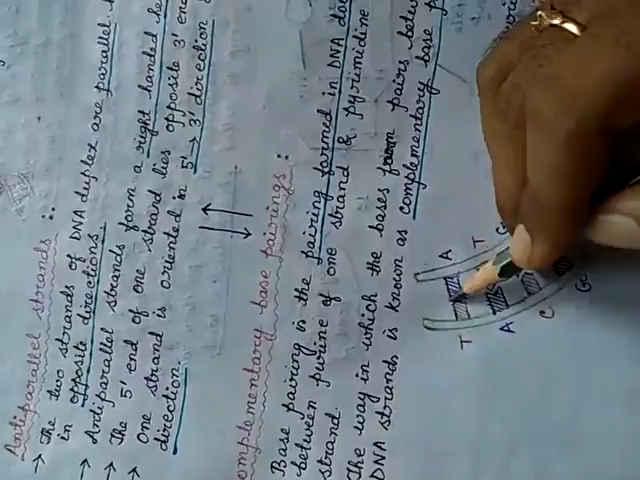 Antiparallel strands :
→ The two strands of DNA duplex are parallel
in opposite directions.
→ Antiparallel strands form a right handed
→ The 5' end of one strand lies opposite 3' end
→ One strand is oriented in 5' → 3' direction
direction.
omplementary base pairings :
Base pairing is the pairing formed in DNA
between purine of one strand & pyrimidine
strand.
The way in which the bases form pairs
DNA strands is known as complementary base
A T G
T A C G